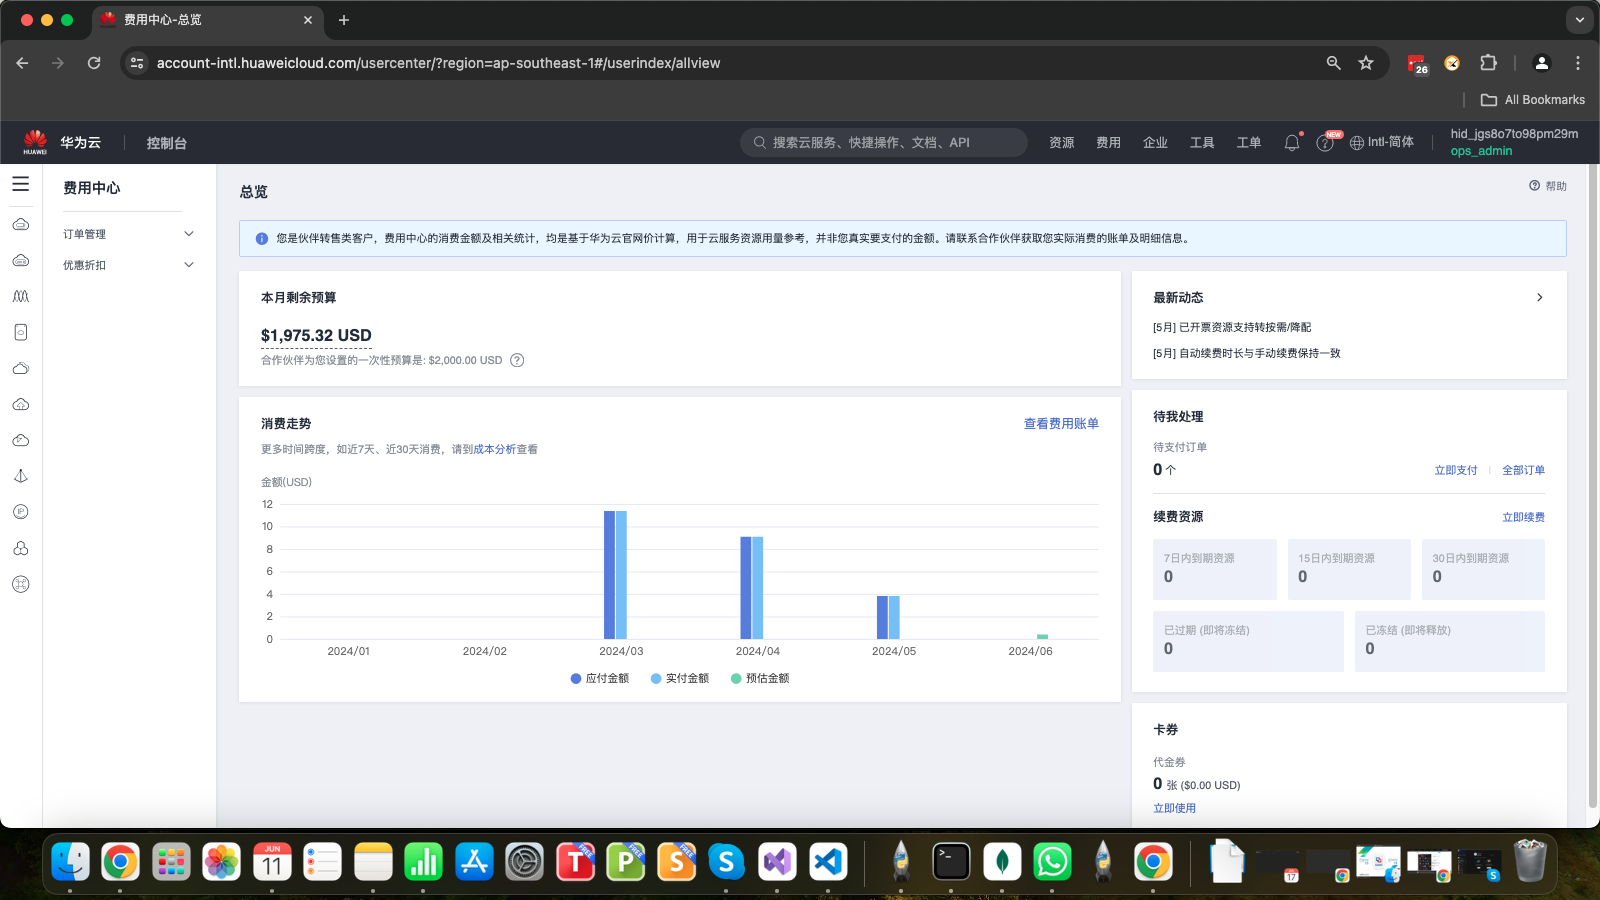 费用中心-总览
account-intl.huaweicloud.com/usercenter/?region=ap-southeast-1#/userindex/allview
26
All Bookmarks
HUAWEI
华为云
控制台
搜索云服务、快捷操作、文档、API
资源
费用
企业
工具
工单
NEW
Intl-简体
hid_jgs8o7to98pm29m
ops_admin
费用中心
订单管理
优惠折扣
IP
总览
帮助
您是伙伴转售类客户，费用中心的消费金额及相关统计，均是基于华为云官网价计算，用于云服务资源用量参考，并非您真实要支付的金额。请联系合作伙伴获取您实际消费的账单及明细信息。
本月剩余预算
$1,975.32 USD
合作伙伴为您设置的一次性预算是: $2,000.00 USD
消费走势
查看费用账单
更多时间跨度，如近7天、近30天消费，请到成本分析查看
金额(USD)
12
10
8
6
4
2
0
2024/01
2024/02
2024/03
2024/04
2024/05
2024/06
应付金额
实付金额
预估金额
最新动态
[5月] 已开票资源支持转按需/降配
[5月] 自动续费时长与手动续费保持一致
待我处理
待支付订单
0 个
立即支付
全部订单
续费资源
立即续费
7日内到期资源
0
15日内到期资源
0
30日内到期资源
0
已过期 (即将冻结)
0
已冻结 (即将释放)
0
卡券
代金券
0 张 ($0.00 USD)
立即使用
JUN
11
T
FREE
P
FREE
S
FREE
S
17
S